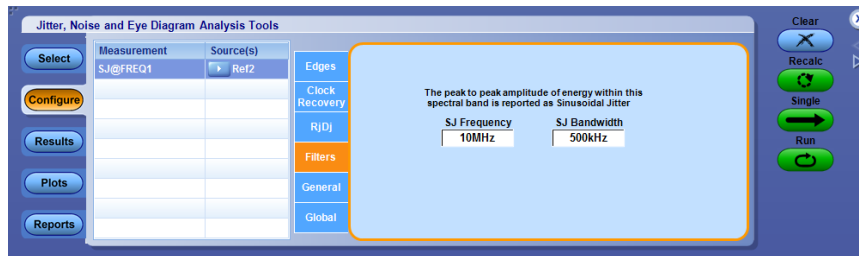 Jitter, Noise and Eye Diagram Analysis Tools
Clear
Select
Measurement Source(s)
SJ@FREQ1 Ref2
Edges
Recalc
Configure
Clock
Recovery
The peak to peak amplitude of energy within this
spectral band is reported as Sinusoidal Jitter
Single
SJ Frequency SJ Bandwidth
10MHz 500kHz
RjDj
Results
Run
Filters
Plots
General
Reports
Global